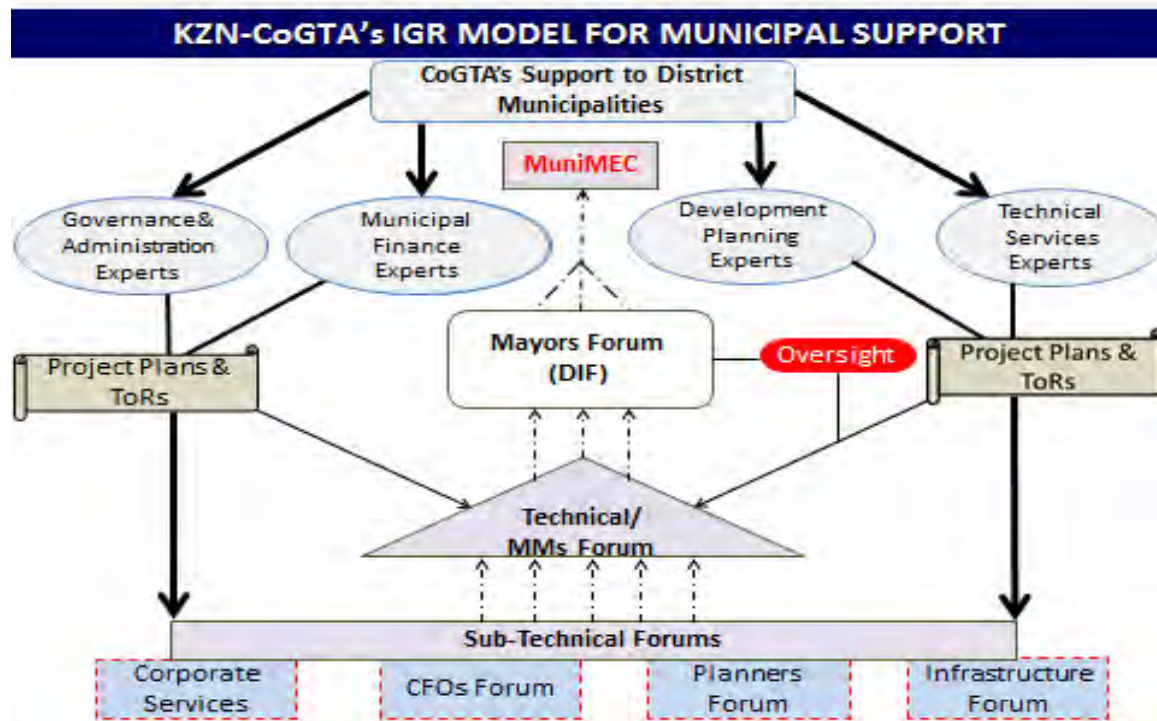 KZN-CoGTA's IGR MODEL FOR MUNICIPAL SUPPORT
CoGTA's Support to District
Municipalities
MuniMEC
Governance&
Administration
Experts
Municipal
Finance
Experts
Development
Planning
Experts
Technical
Services
Experts
Mayors Forum
(DIF)
Oversight
Project Plans &
ToRs
Project Plans &
ToRs
Technical/
MMs Forum
Sub-Technical Forums
Corporate
Services
CFOs Forum
Planners
Forum
Infrastructure
Forum